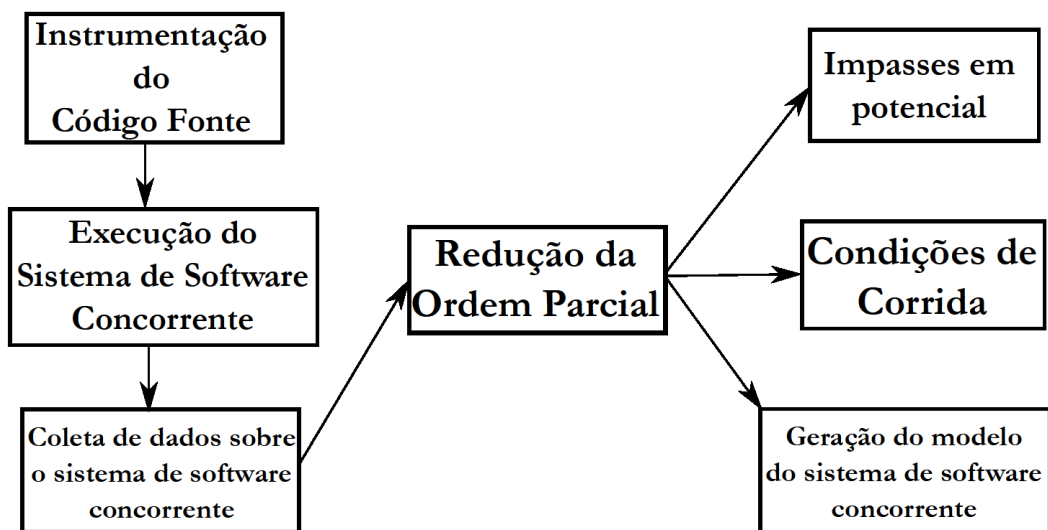 Instrumentação
do
Código Fonte
Execução do
Sistema de Software
Concorrente
Coleta de dados sobre
o sistema de software
concorrente
Redução da
Ordem Parcial
Impasses em
potencial
Condições de
Corrida
Geração do modelo
do sistema de software
concorrente